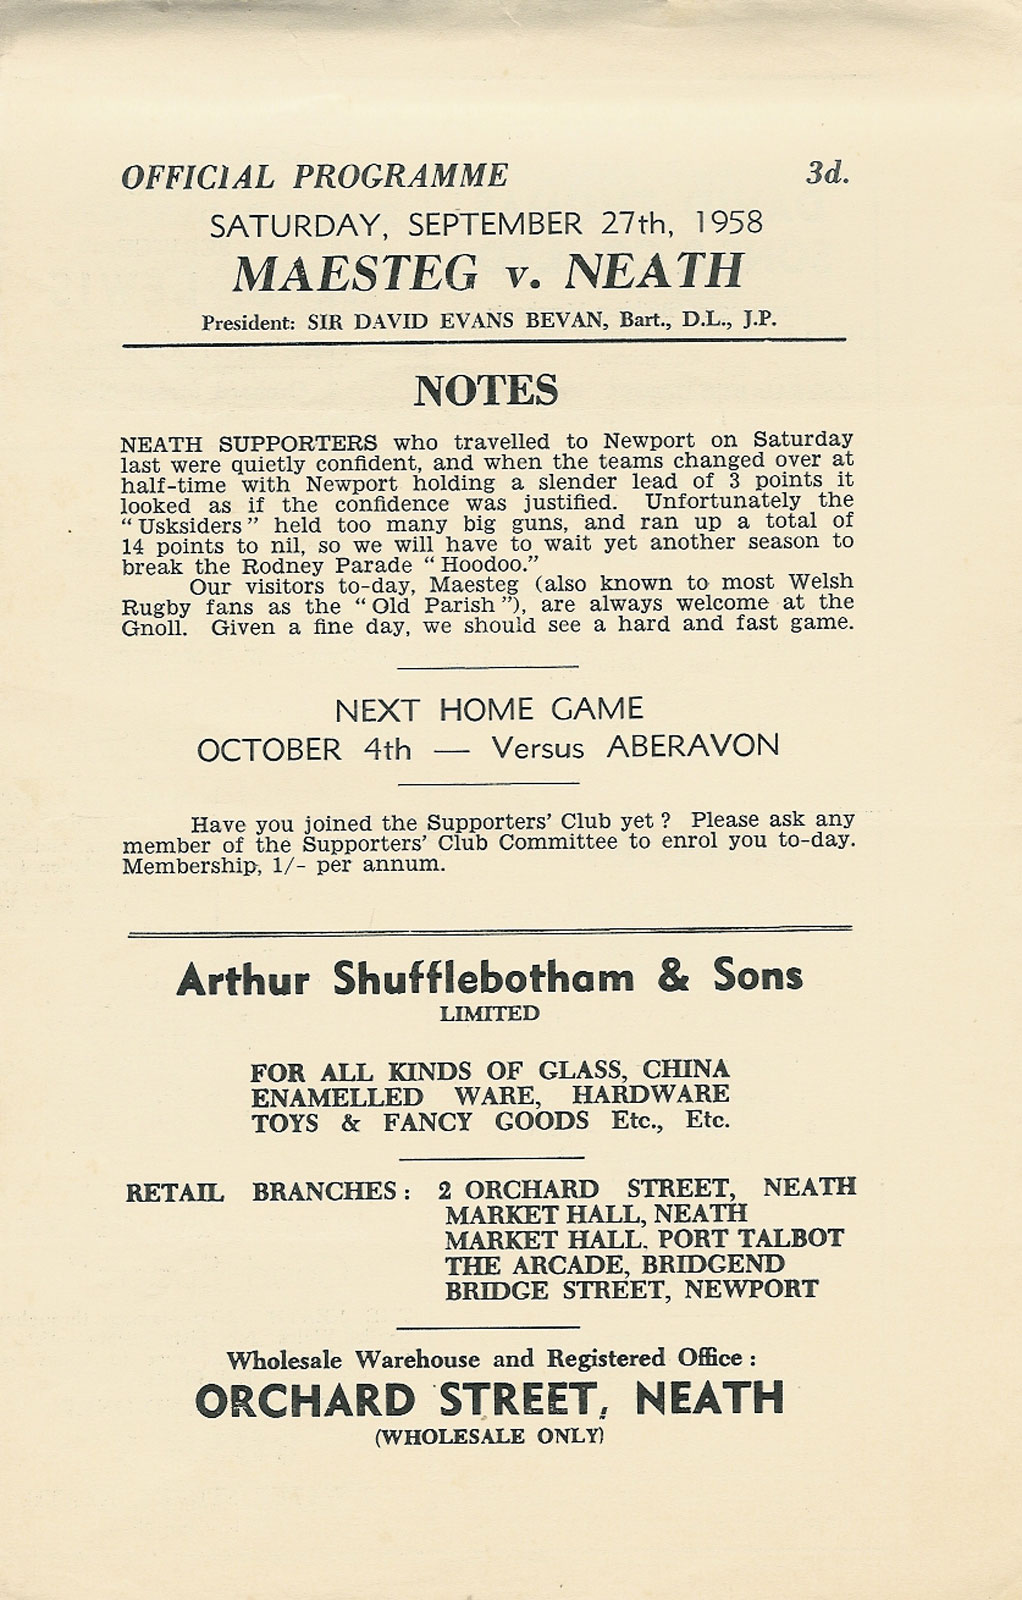 OFFICIAL PROGRAMME 3d.
SATURDAY, SEPTEMBER 27th, 1958
MAESTEG v. NEATH
President: SIR DAVID EVANS BEVAN, Bart., D.L., J.P.
NOTES
NEATH SUPPORTERS who travelled to Newport on Saturday
last were quietly confident, and when the teams changed over at
half-time with Newport holding a slender lead of 3 points it
looked as if the confidence was justified. Unfortunately the
“Usksiders” held too many big guns, and ran up a total of
14 points to nil, so we will have to wait yet another season to
break the Rodney Parade “Hoodoo.”
Our visitors to-day, Maesteg (also known to most Welsh
Rugby fans as the “Old Parish”), are always welcome at the
Gnoll. Given a fine day, we should see a hard and fast game.
NEXT HOME GAME
OCTOBER 4th — Versus ABERAVON
Have you joined the Supporters’ Club yet? Please ask any
member of the Supporters’ Club Committee to enrol you to-day.
Membership, 1/- per annum.
Arthur Shufflebotham & Sons
LIMITED
FOR ALL KINDS OF GLASS, CHINA
ENAMELLED WARE, HARDWARE
TOYS & FANCY GOODS Etc., Etc.
RETAIL BRANCHES: 2 ORCHARD STREET, NEATH
MARKET HALL, NEATH
MARKET HALL, PORT TALBOT
THE ARCADE, BRIDGEND
BRIDGE STREET, NEWPORT
Wholesale Warehouse and Registered Office:
ORCHARD STREET, NEATH
(WHOLESALE ONLY)